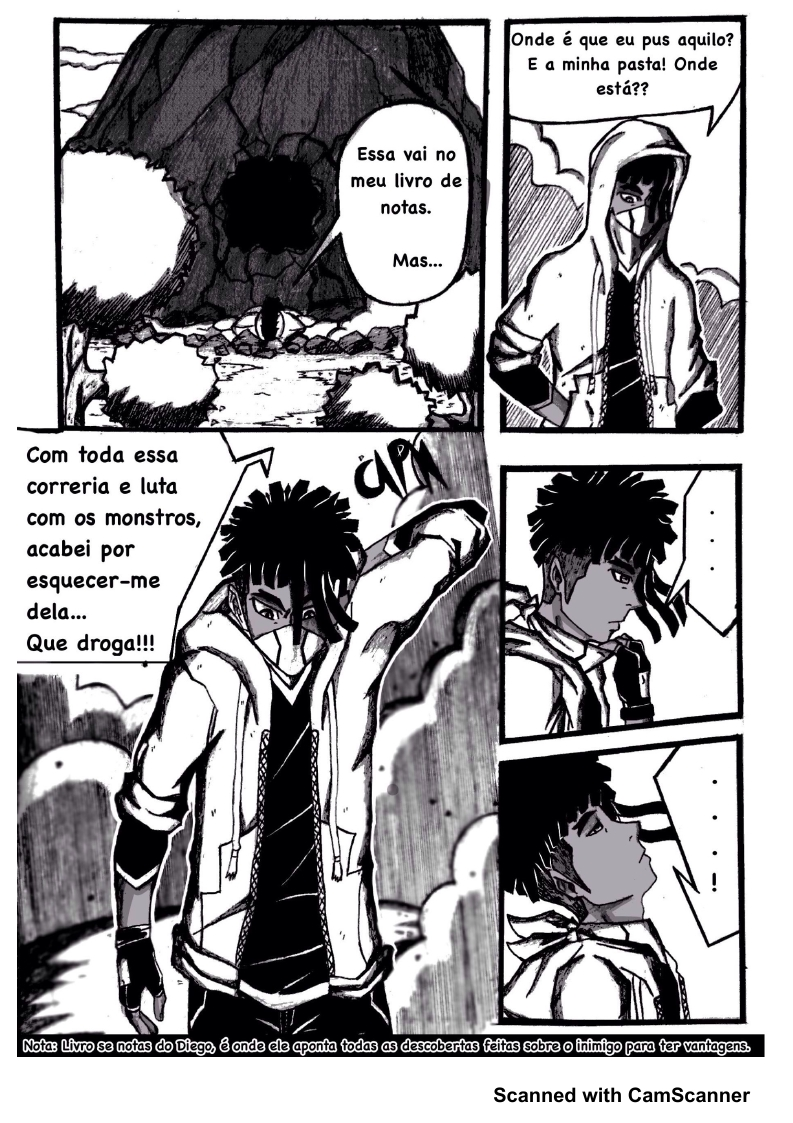 Essa vai no
meu livro de
notas.
Mas...
Onde é que eu pus aquilo?
E a minha pasta! Onde
está??
Com toda essa
correria e luta
com os monstros,
acabei por
esquecer-me
dela...
Que droga!!!
. . . .
. . . . !
Nota: Livro se notas do Diego, é onde ele aponta todas as descobertas feitas sobre o inimigo para ter vantagens.
Scanned with CamScanner